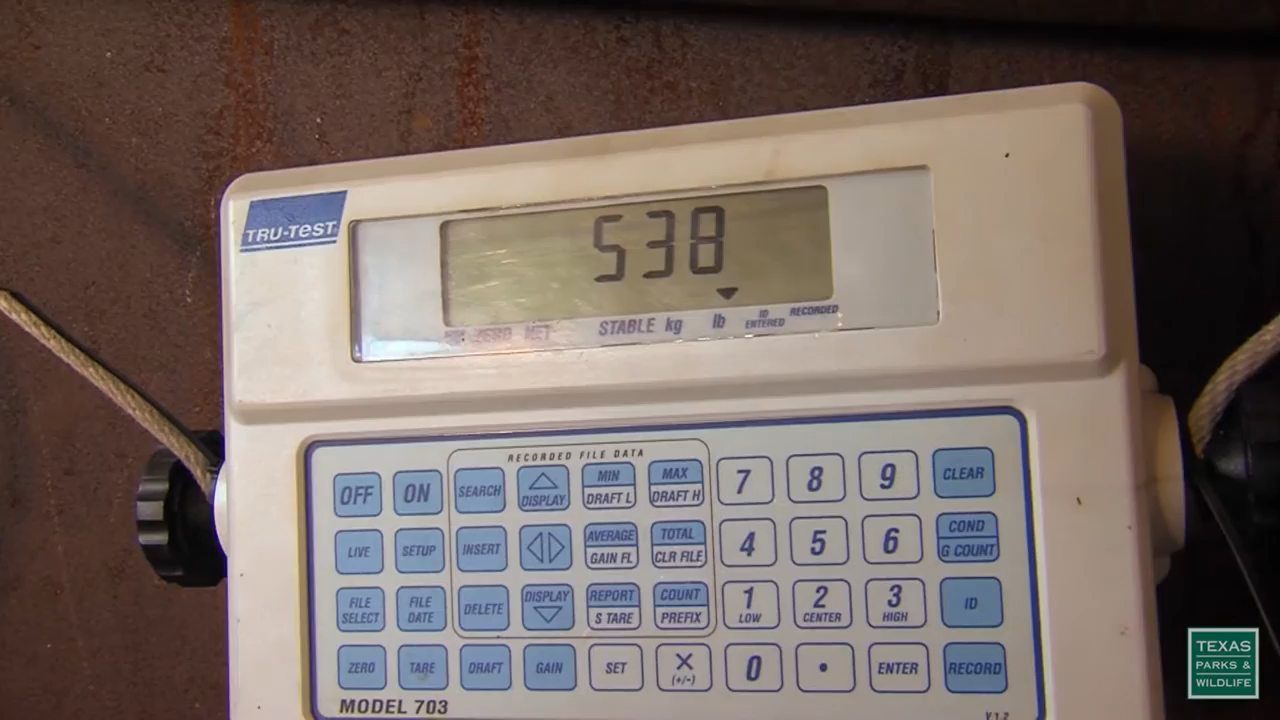 TRU-TEST
538
ZERO NET STABLE kg lb ID ENTERED RECORDED
RECORDED FILE DATA
OFF ON SEARCH DISPLAY MIN DRAFT L MAX DRAFT H 7 8 9 CLEAR
LIVE SETUP INSERT AVERAGE GAIN FL TOTAL CLR FILE 4 5 6 COND G COUNT
FILE SELECT FILE DATE DELETE DISPLAY REPORT S TARE COUNT PREFIX 1 LOW 2 CENTER 3 HIGH ID
ZERO TARE DRAFT GAIN SET X (+/-) 0 • ENTER RECORD
MODEL 703
V 1.2
TEXAS
PARKS &
WILDLIFE